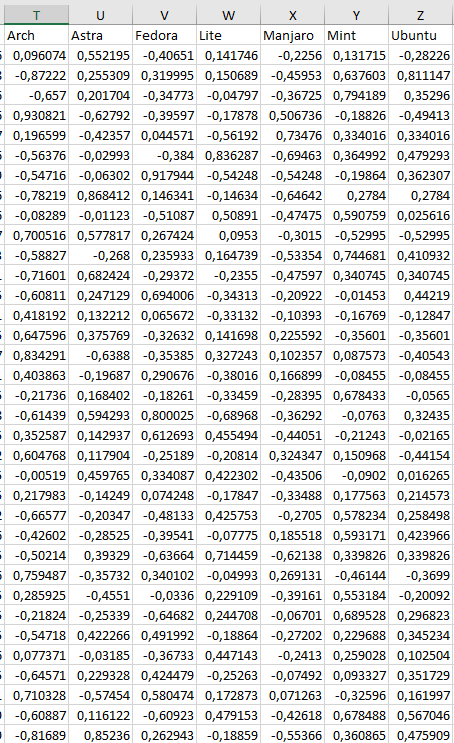 T U V W X Y Z
Arch Astra Fedora Lite Manjaro Mint Ubuntu
0,096074 0,552195 -0,40651 0,141746 -0,2256 0,131715 -0,28226
-0,87222 0,255309 0,319995 0,150689 -0,45953 0,637603 0,811147
-0,657 0,201704 -0,34773 -0,04797 -0,36725 0,794189 0,35296
0,930821 -0,62792 -0,39597 -0,17878 0,506736 -0,18826 -0,49413
0,196599 -0,42357 0,044571 -0,56192 0,73476 0,334016 0,334016
-0,56376 -0,02993 -0,384 0,836287 -0,69463 0,364992 0,479293
-0,54716 -0,06302 0,917944 -0,54248 -0,54248 -0,19864 0,362307
-0,78219 0,868412 0,146341 -0,14634 -0,64642 0,2784 0,2784
-0,08289 -0,01123 -0,51087 0,50891 -0,47475 0,590759 0,025616
0,700516 0,577817 0,267424 0,0953 -0,3015 -0,52995 -0,52995
-0,58827 -0,268 0,235933 0,164739 -0,53354 0,744681 0,410932
-0,71601 0,682424 -0,29372 -0,2355 -0,47597 0,340745 0,340745
-0,60811 0,247129 0,694006 -0,34313 -0,20922 -0,01453 0,44219
0,418192 0,132212 0,065672 -0,33132 -0,10393 -0,16769 -0,12847
0,647596 0,375769 -0,32632 0,141698 0,225592 -0,35601 -0,35601
0,834291 -0,6388 -0,35385 0,327243 0,102357 0,087573 -0,40543
0,403863 -0,19687 0,290676 -0,38016 0,166899 -0,08455 -0,08455
-0,21736 0,168402 -0,18261 -0,33459 -0,28395 0,678433 -0,0565
-0,61439 0,594293 0,800025 -0,68968 -0,36292 -0,0763 0,32435
0,352587 0,142937 0,612693 0,455494 -0,44051 -0,21243 -0,02165
0,604768 0,117904 -0,25189 -0,20814 0,324347 0,150968 -0,44154
-0,00519 0,459765 0,334087 0,422302 -0,43506 -0,0902 0,016265
0,217983 -0,14249 0,074248 -0,17847 -0,33488 0,177563 0,214573
-0,66577 -0,20347 -0,48133 0,425753 -0,2705 0,578234 0,258498
-0,42602 -0,28525 -0,39541 -0,07775 0,185518 0,593171 0,423966
-0,50214 0,39329 -0,63664 0,714459 -0,62138 0,339826 0,339826
0,759487 -0,35732 0,340102 -0,04993 0,269131 -0,46144 -0,3699
0,285925 -0,4551 -0,0336 0,229109 -0,39161 0,553184 -0,20092
-0,21824 -0,25339 -0,64682 0,244708 -0,06701 0,689528 0,296823
-0,54718 0,422266 0,491992 -0,18864 -0,27202 0,229688 0,345234
0,077371 -0,03185 -0,36733 0,447143 -0,2413 0,259028 0,102504
-0,64571 0,229328 0,424479 -0,25263 -0,07492 0,093327 0,351729
0,710328 -0,57454 0,580474 0,172873 0,071263 -0,32596 0,161997
-0,60887 0,116122 -0,60923 0,479153 -0,42618 0,678488 0,567046
-0,81689 0,85236 0,262943 -0,18859 -0,55366 0,360865 0,475909